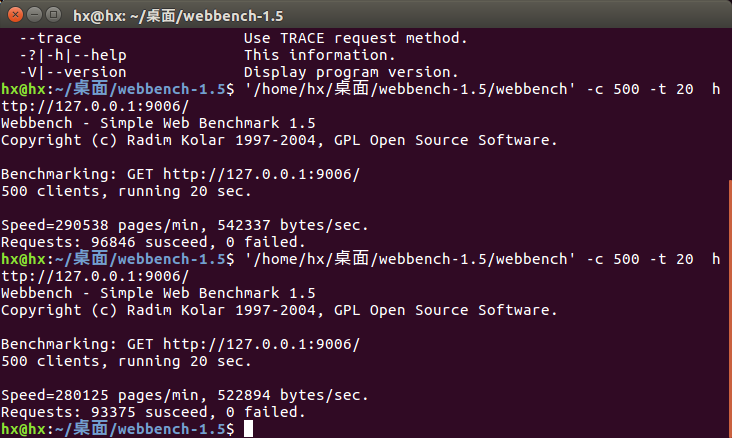 hx@hx: ~/桌面/webbench-1.5
--trace Use TRACE request method.
-?|-h|--help This information.
-V|--version Display program version.
hx@hx:~/桌面/webbench-1.5$ '/home/hx/桌面/webbench-1.5/webbench' -c 500 -t 20  h
ttp://127.0.0.1:9006/
Webbench - Simple Web Benchmark 1.5
Copyright (c) Radim Kolar 1997-2004, GPL Open Source Software.
Benchmarking: GET http://127.0.0.1:9006/
500 clients, running 20 sec.
Speed=290538 pages/min, 542337 bytes/sec.
Requests: 96846 susceed, 0 failed.
hx@hx:~/桌面/webbench-1.5$ '/home/hx/桌面/webbench-1.5/webbench' -c 500 -t 20  h
ttp://127.0.0.1:9006/
Webbench - Simple Web Benchmark 1.5
Copyright (c) Radim Kolar 1997-2004, GPL Open Source Software.
Benchmarking: GET http://127.0.0.1:9006/
500 clients, running 20 sec.
Speed=280125 pages/min, 522894 bytes/sec.
Requests: 93375 susceed, 0 failed.
hx@hx:~/桌面/webbench-1.5$